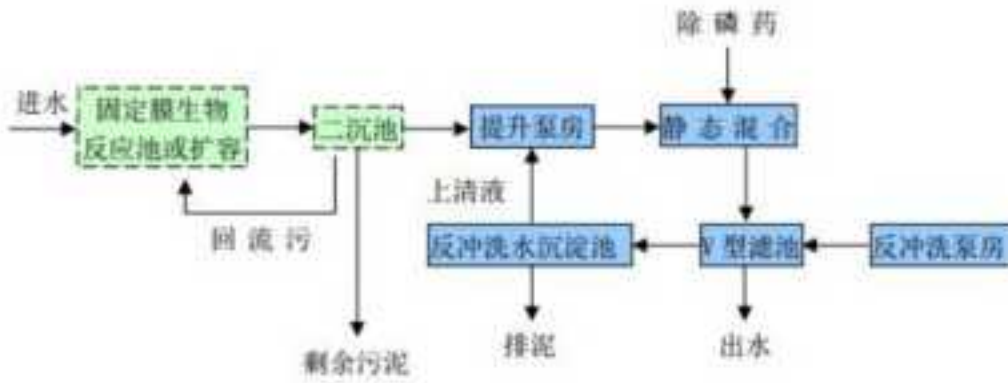 除 磷 药
进水
固定膜生物
反应池或扩容
二沉池
提升泵房
静 态 混 合
上清液
回 流 污
反冲洗水沉淀池
V 型滤池
反冲洗泵房
剩余污泥
排泥
出水